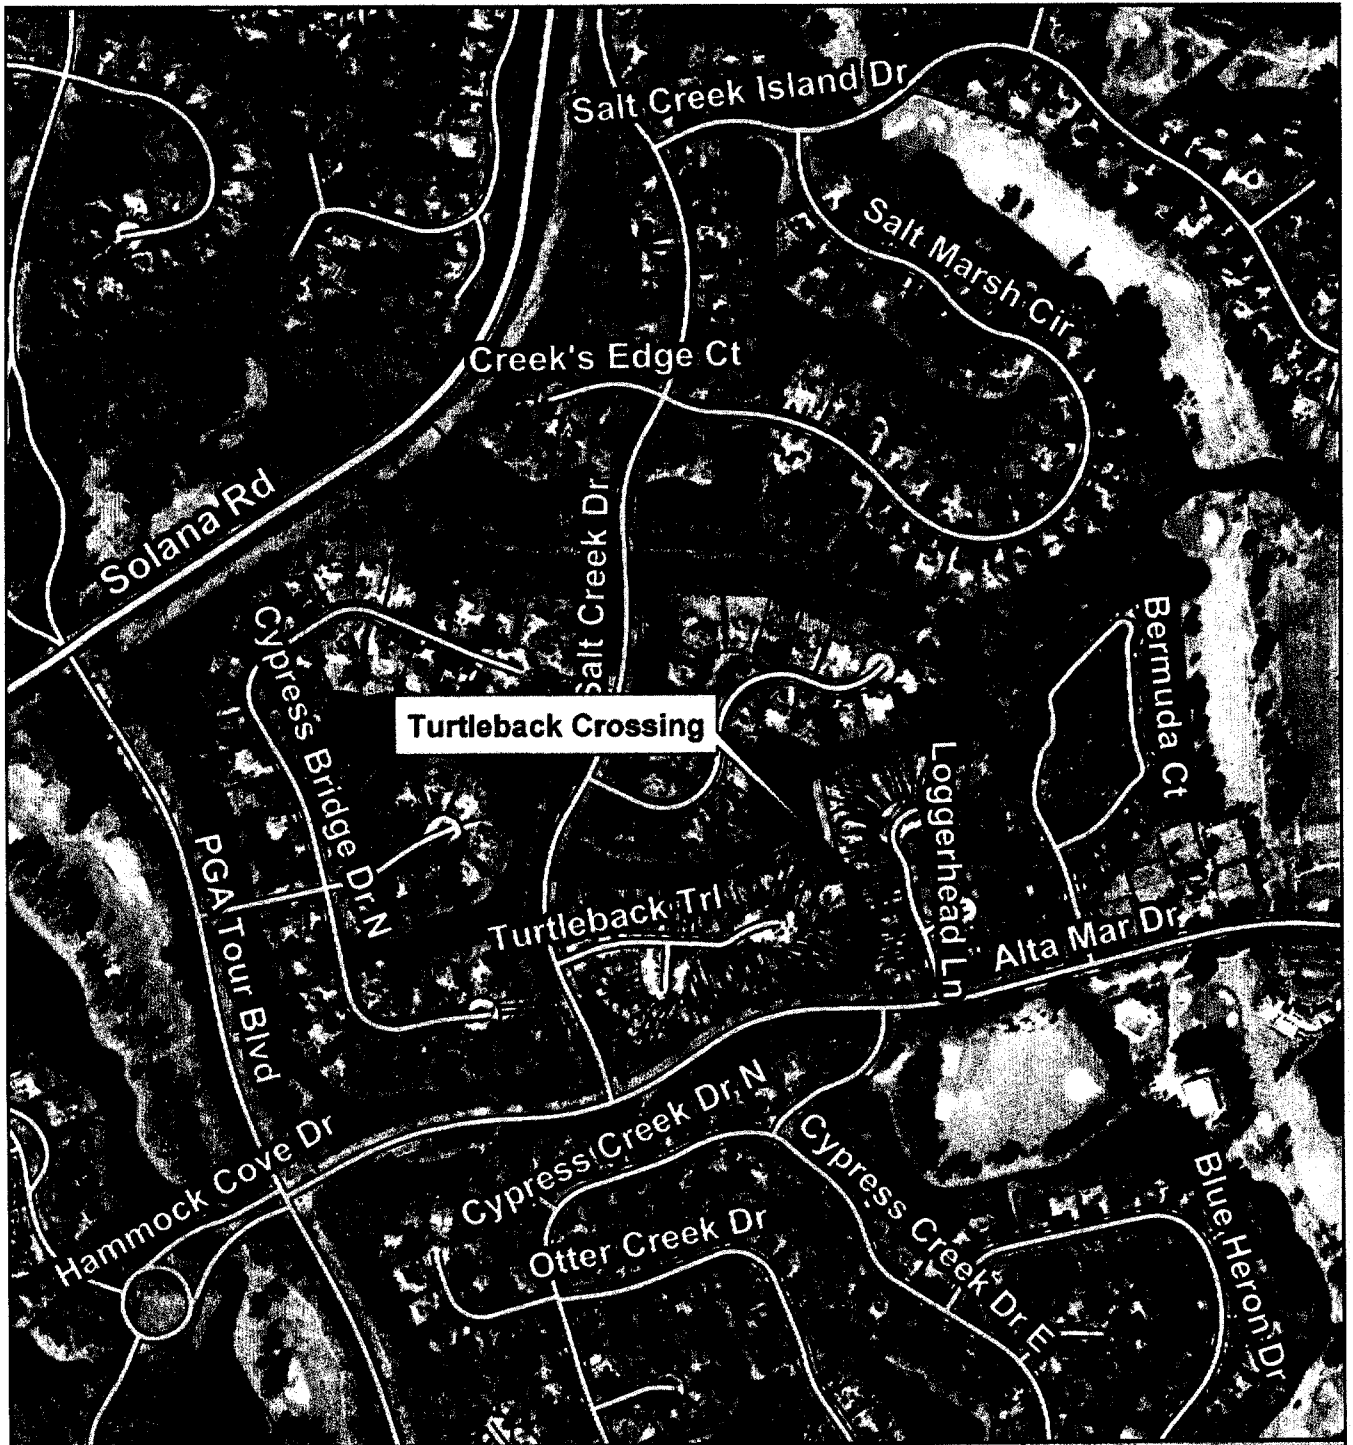 Salt Creek Island Dr
Salt Marsh Cir
Creek's Edge Ct
Solana Rd
Salt Creek Dr
Cypress Bridge Dr N
Bermuda Ct
Turtleback Crossing
Loggerhead Ln
PGA Tour Blvd
Turtleback Trl
Alta Mar Dr
Hammock Cove Dr
Cypress Creek Dr N
Cypress Creek Dr E
Otter Creek Dr
Blue Heron Dr